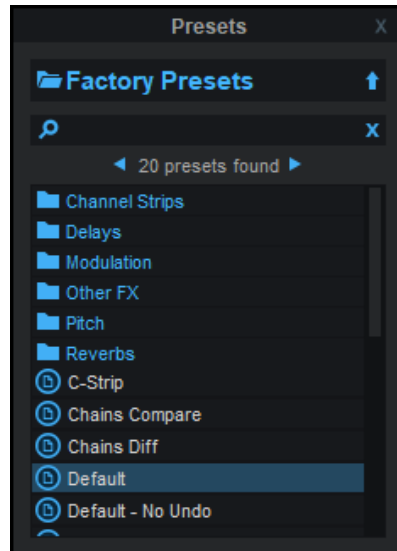 Presets X
Factory Presets
X
20 presets found
Channel Strips
Delays
Modulation
Other FX
Pitch
Reverbs
C-Strip
Chains Compare
Chains Diff
Default
Default - No Undo